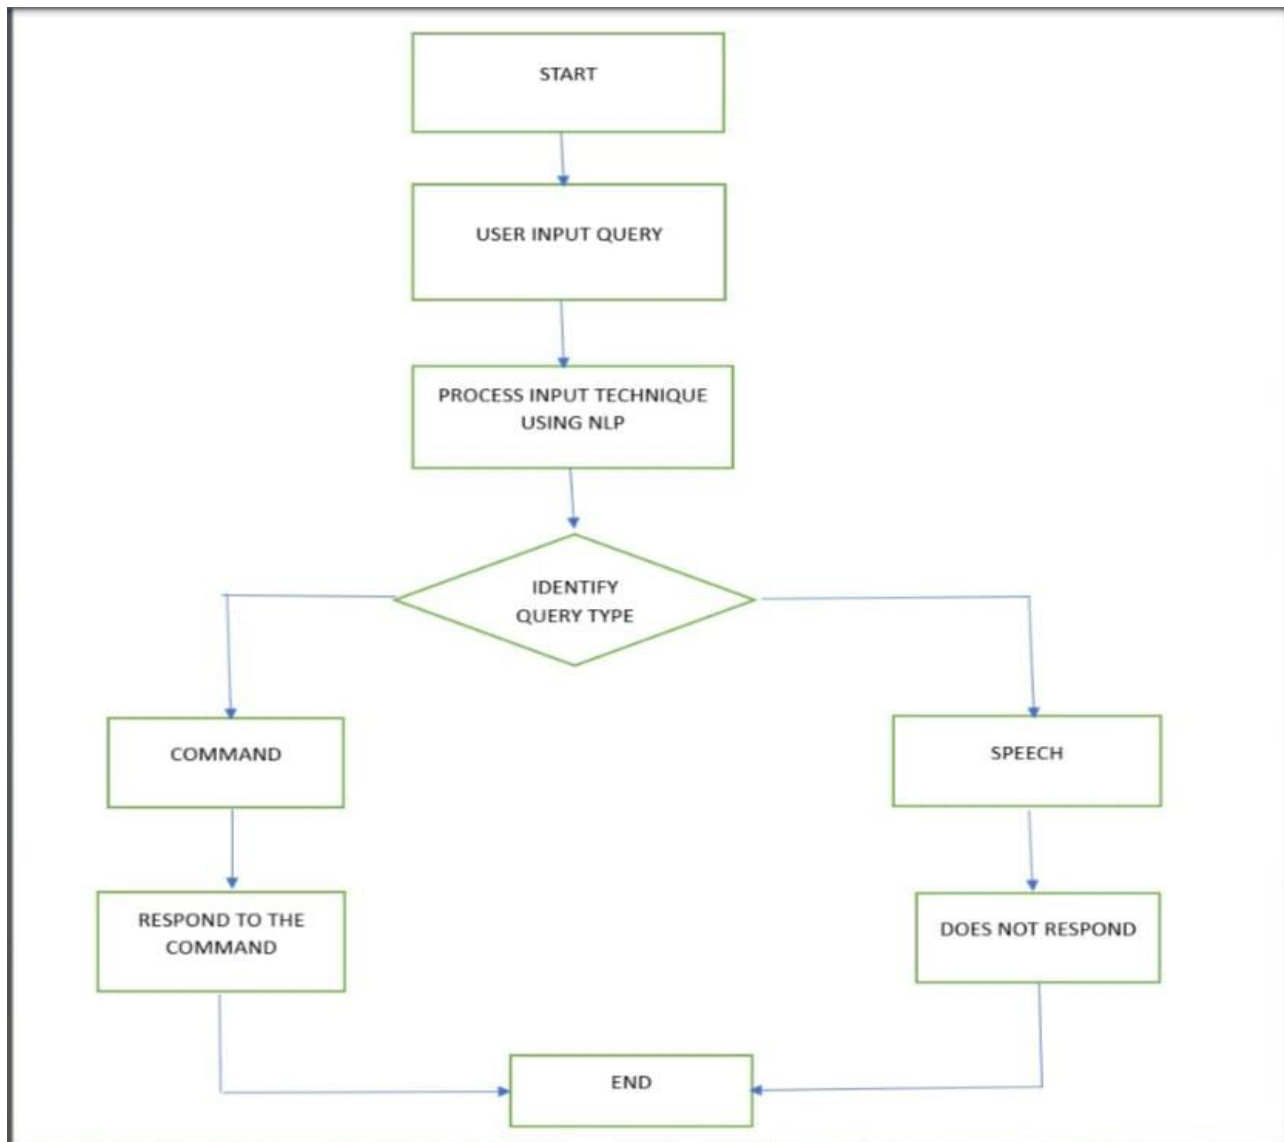 START
USER INPUT QUERY
PROCESS INPUT TECHNIQUE
USING NLP
IDENTIFY
QUERY TYPE
COMMAND
SPEECH
RESPOND TO THE
COMMAND
DOES NOT RESPOND
END